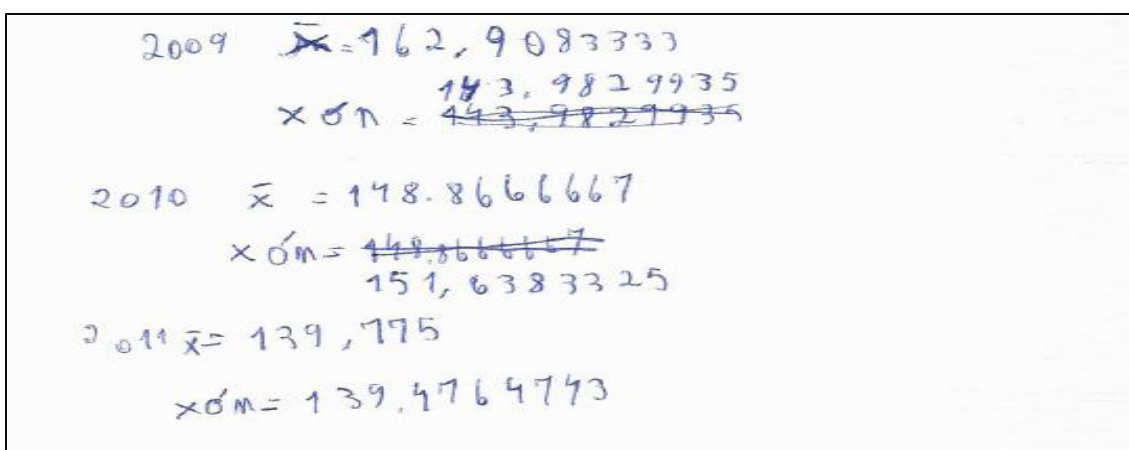 2009 x̄=162,9083333
143,9829935
xσn = 143,9829935
2010 x̄ = 148.8666667
xσn= 148,8666667
151,6383325
2011 x̄= 139,775
xσn= 139,4764743